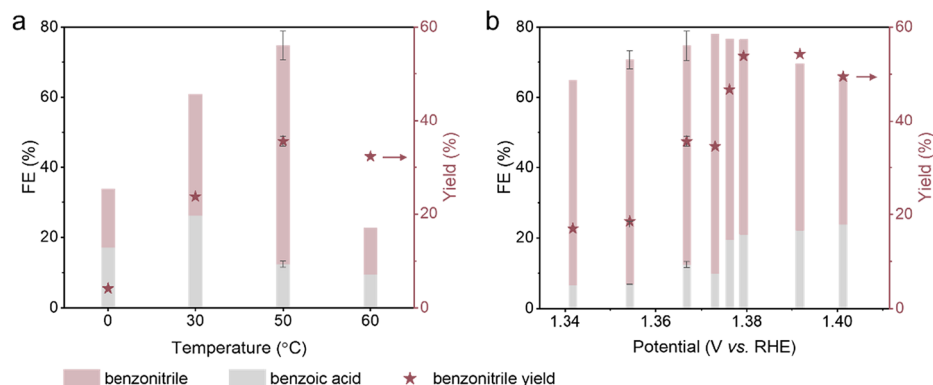 a
FE (%)
80
60
40
20
0
0 30 50 60
Temperature (°C)
60
40
20
0
Yield (%)
b
FE (%)
80
60
40
20
0
1.34 1.36 1.38 1.40
Potential (V vs. RHE)
60
40
20
0
Yield (%)
benzonitrile benzoic acid benzonitrile yield